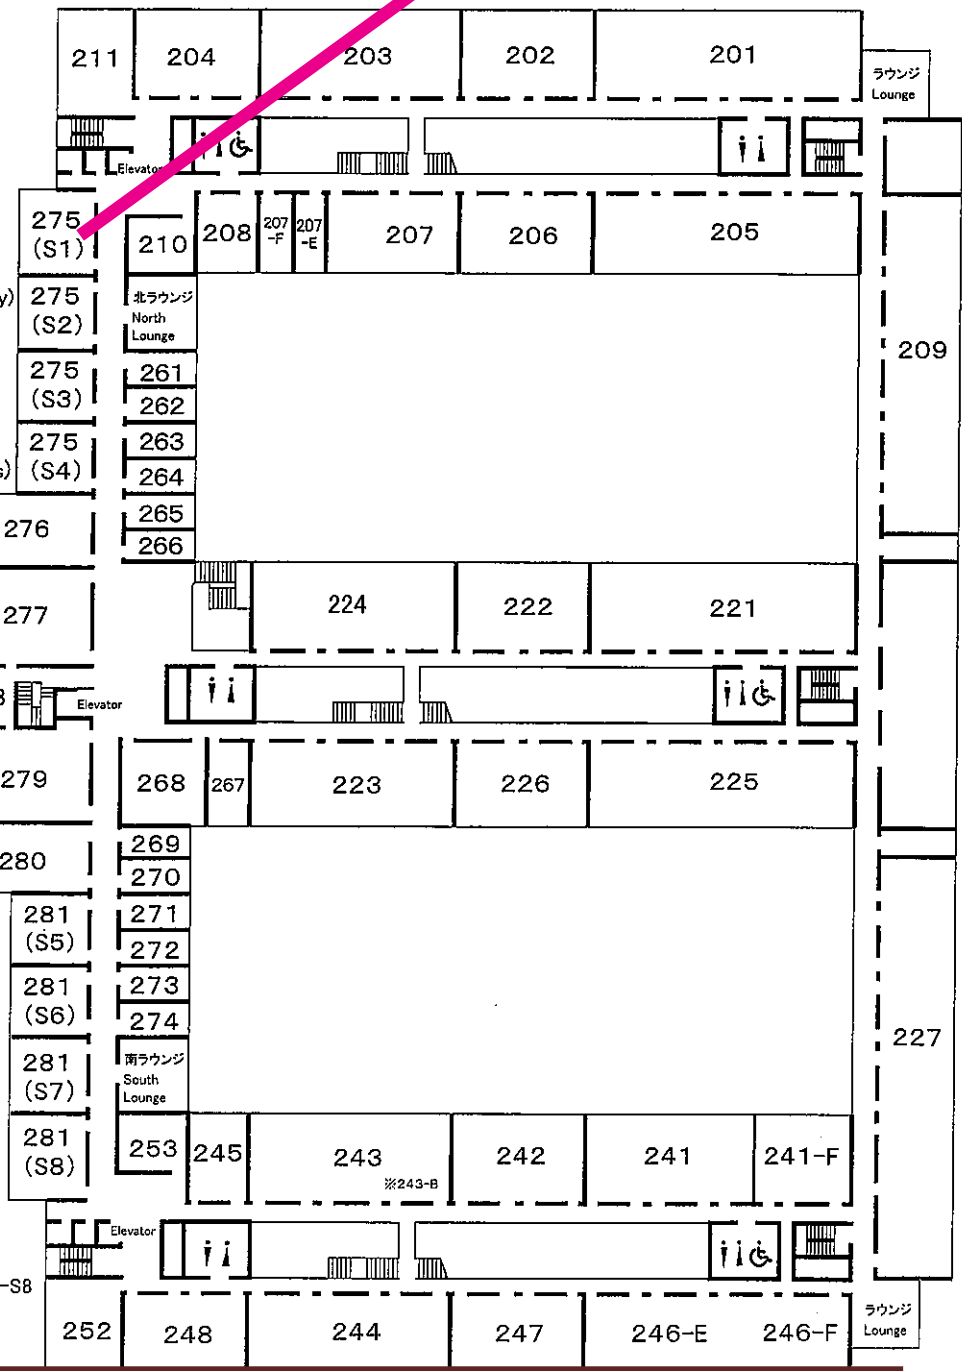 211
204
203
202
201
ラウンジ
Lounge
Elevator
275
(S1)
210
208
207
-F
207
-E
207
206
205
y)
275
(S2)
北ラウンジ
North
Lounge
209
275
(S3)
261
262
275
(S4)
s)
263
264
276
265
266
277
224
222
221
Elevator
279
268
267
223
226
225
280
269
270
281
(S5)
271
272
281
(S6)
273
274
281
(S7)
南ラウンジ
South
Lounge
227
281
(S8)
253
245
243
※243-B
242
241
241-F
Elevator
-S8
252
248
244
247
246-E
246-F
ラウンジ
Lounge